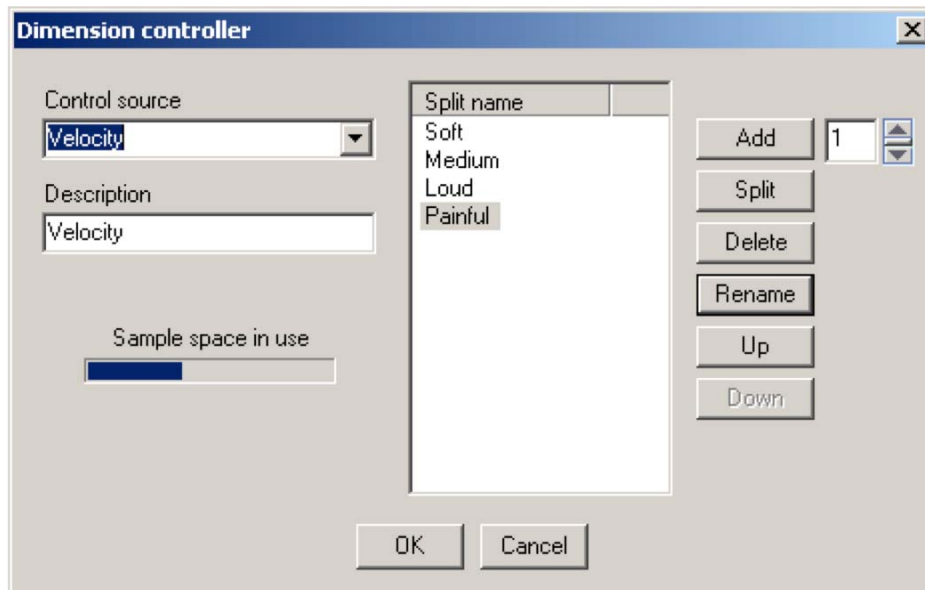 Dimension controller
Control source
Velocity
Description
Velocity
Sample space in use
Split name
Soft
Medium
Loud
Painful
Add
1
Split
Delete
Rename
Up
Down
OK
Cancel